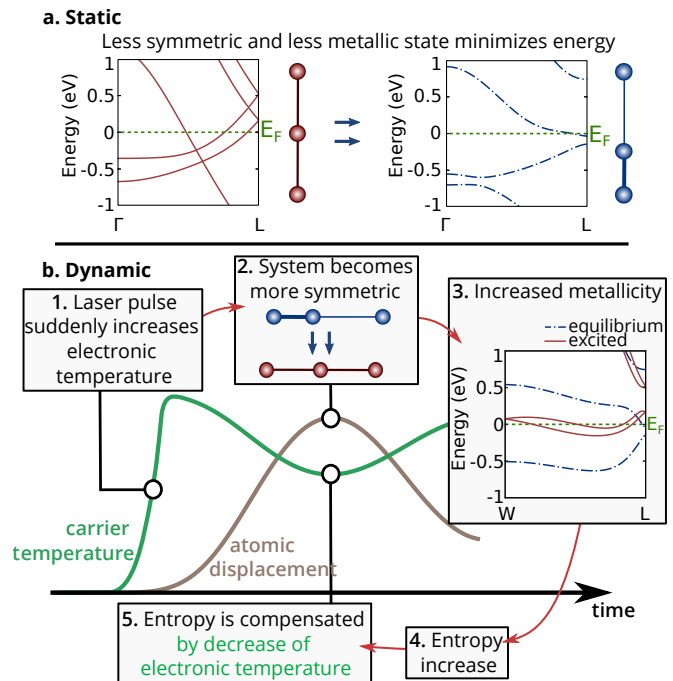 a. Static
Less symmetric and less metallic state minimizes energy
Energy (eV)
1
0.5
0
-0.5
-1
Γ
L
E_F
Energy (eV)
1
0.5
0
-0.5
-1
Γ
L
E_F
b. Dynamic
1. Laser pulse
suddenly increases
electronic
temperature
2. System becomes
more symmetric
3. Increased metallicity
equilibrium
excited
Energy (eV)
1
0.5
0
-0.5
-1
W
L
E_F
carrier
temperature
atomic
displacement
time
5. Entropy is compensated
by decrease of
electronic temperature
4. Entropy
increase